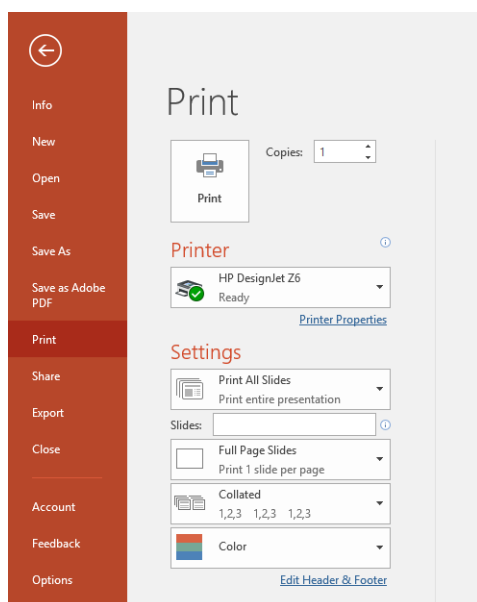 Info
New
Open
Save
Save As
Save as Adobe
PDF
Print
Share
Export
Close
Account
Feedback
Options
Print
Copies: 1
Print
Printer
HP DesignJet Z6
Ready
Printer Properties
Settings
Print All Slides
Print entire presentation
Slides:
Full Page Slides
Print 1 slide per page
Collated
1,2,3 1,2,3 1,2,3
Color
Edit Header & Footer